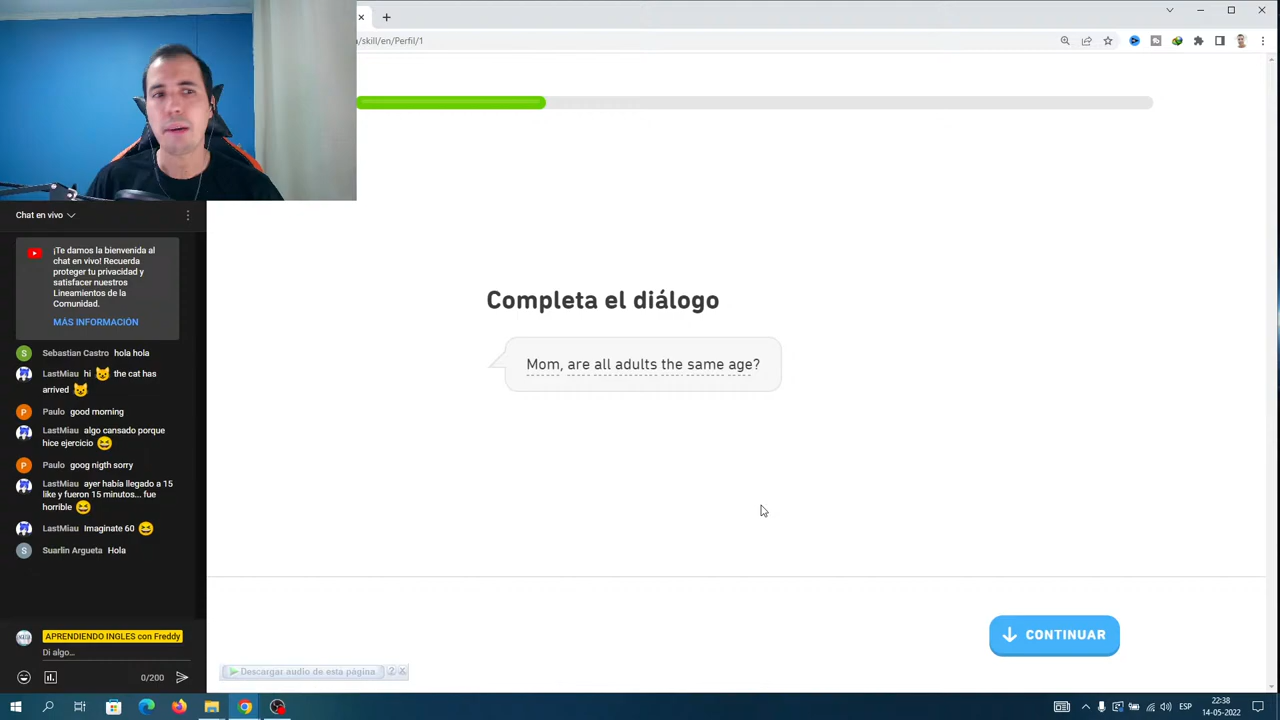 /skill/en/Perfil/1
Chat en vivo
¡Te damos la bienvenida al
chat en vivo! Recuerda
proteger tu privacidad y
satisfacer nuestros
Lineamientos de la
Comunidad.
MÁS INFORMACIÓN
S Sebastian Castro hola hola
LastMiau hi the cat has
arrived
P Paulo good morning
LastMiau algo cansado porque
hice ejercicio
P Paulo goog nigth sorry
LastMiau ayer había llegado a 15
like y fueron 15 minutos... fue
horrible
LastMiau Imaginate 60
S Suarlin Argueta Hola
APRENDIENDO INGLES con Freddy
Di algo...
0/200
Completa el diálogo
Mom, are all adults the same age?
CONTINUAR
Descargar audio de esta página
?
ESP
22:38
14-05-2022